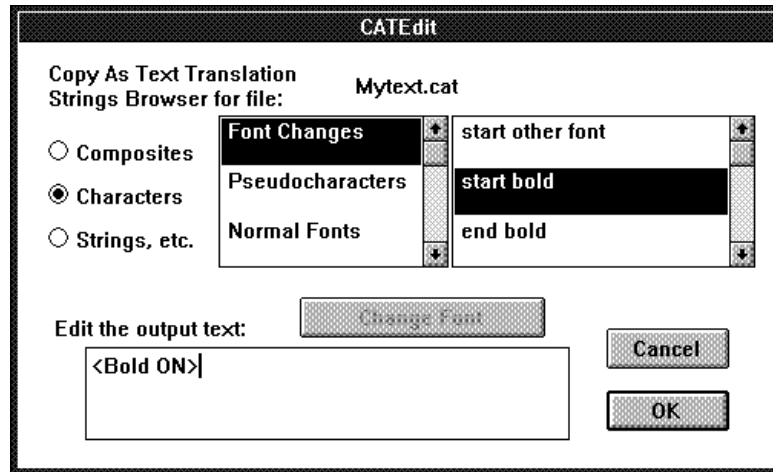 CATEdit
Copy As Text Translation
Strings Browser for file:
Mytext.cat
Composites
Characters
Strings, etc.
Font Changes
Pseudocharacters
Normal Fonts
start other font
start bold
end bold
Change Font
Edit the output text:
<Bold ON>
Cancel
OK